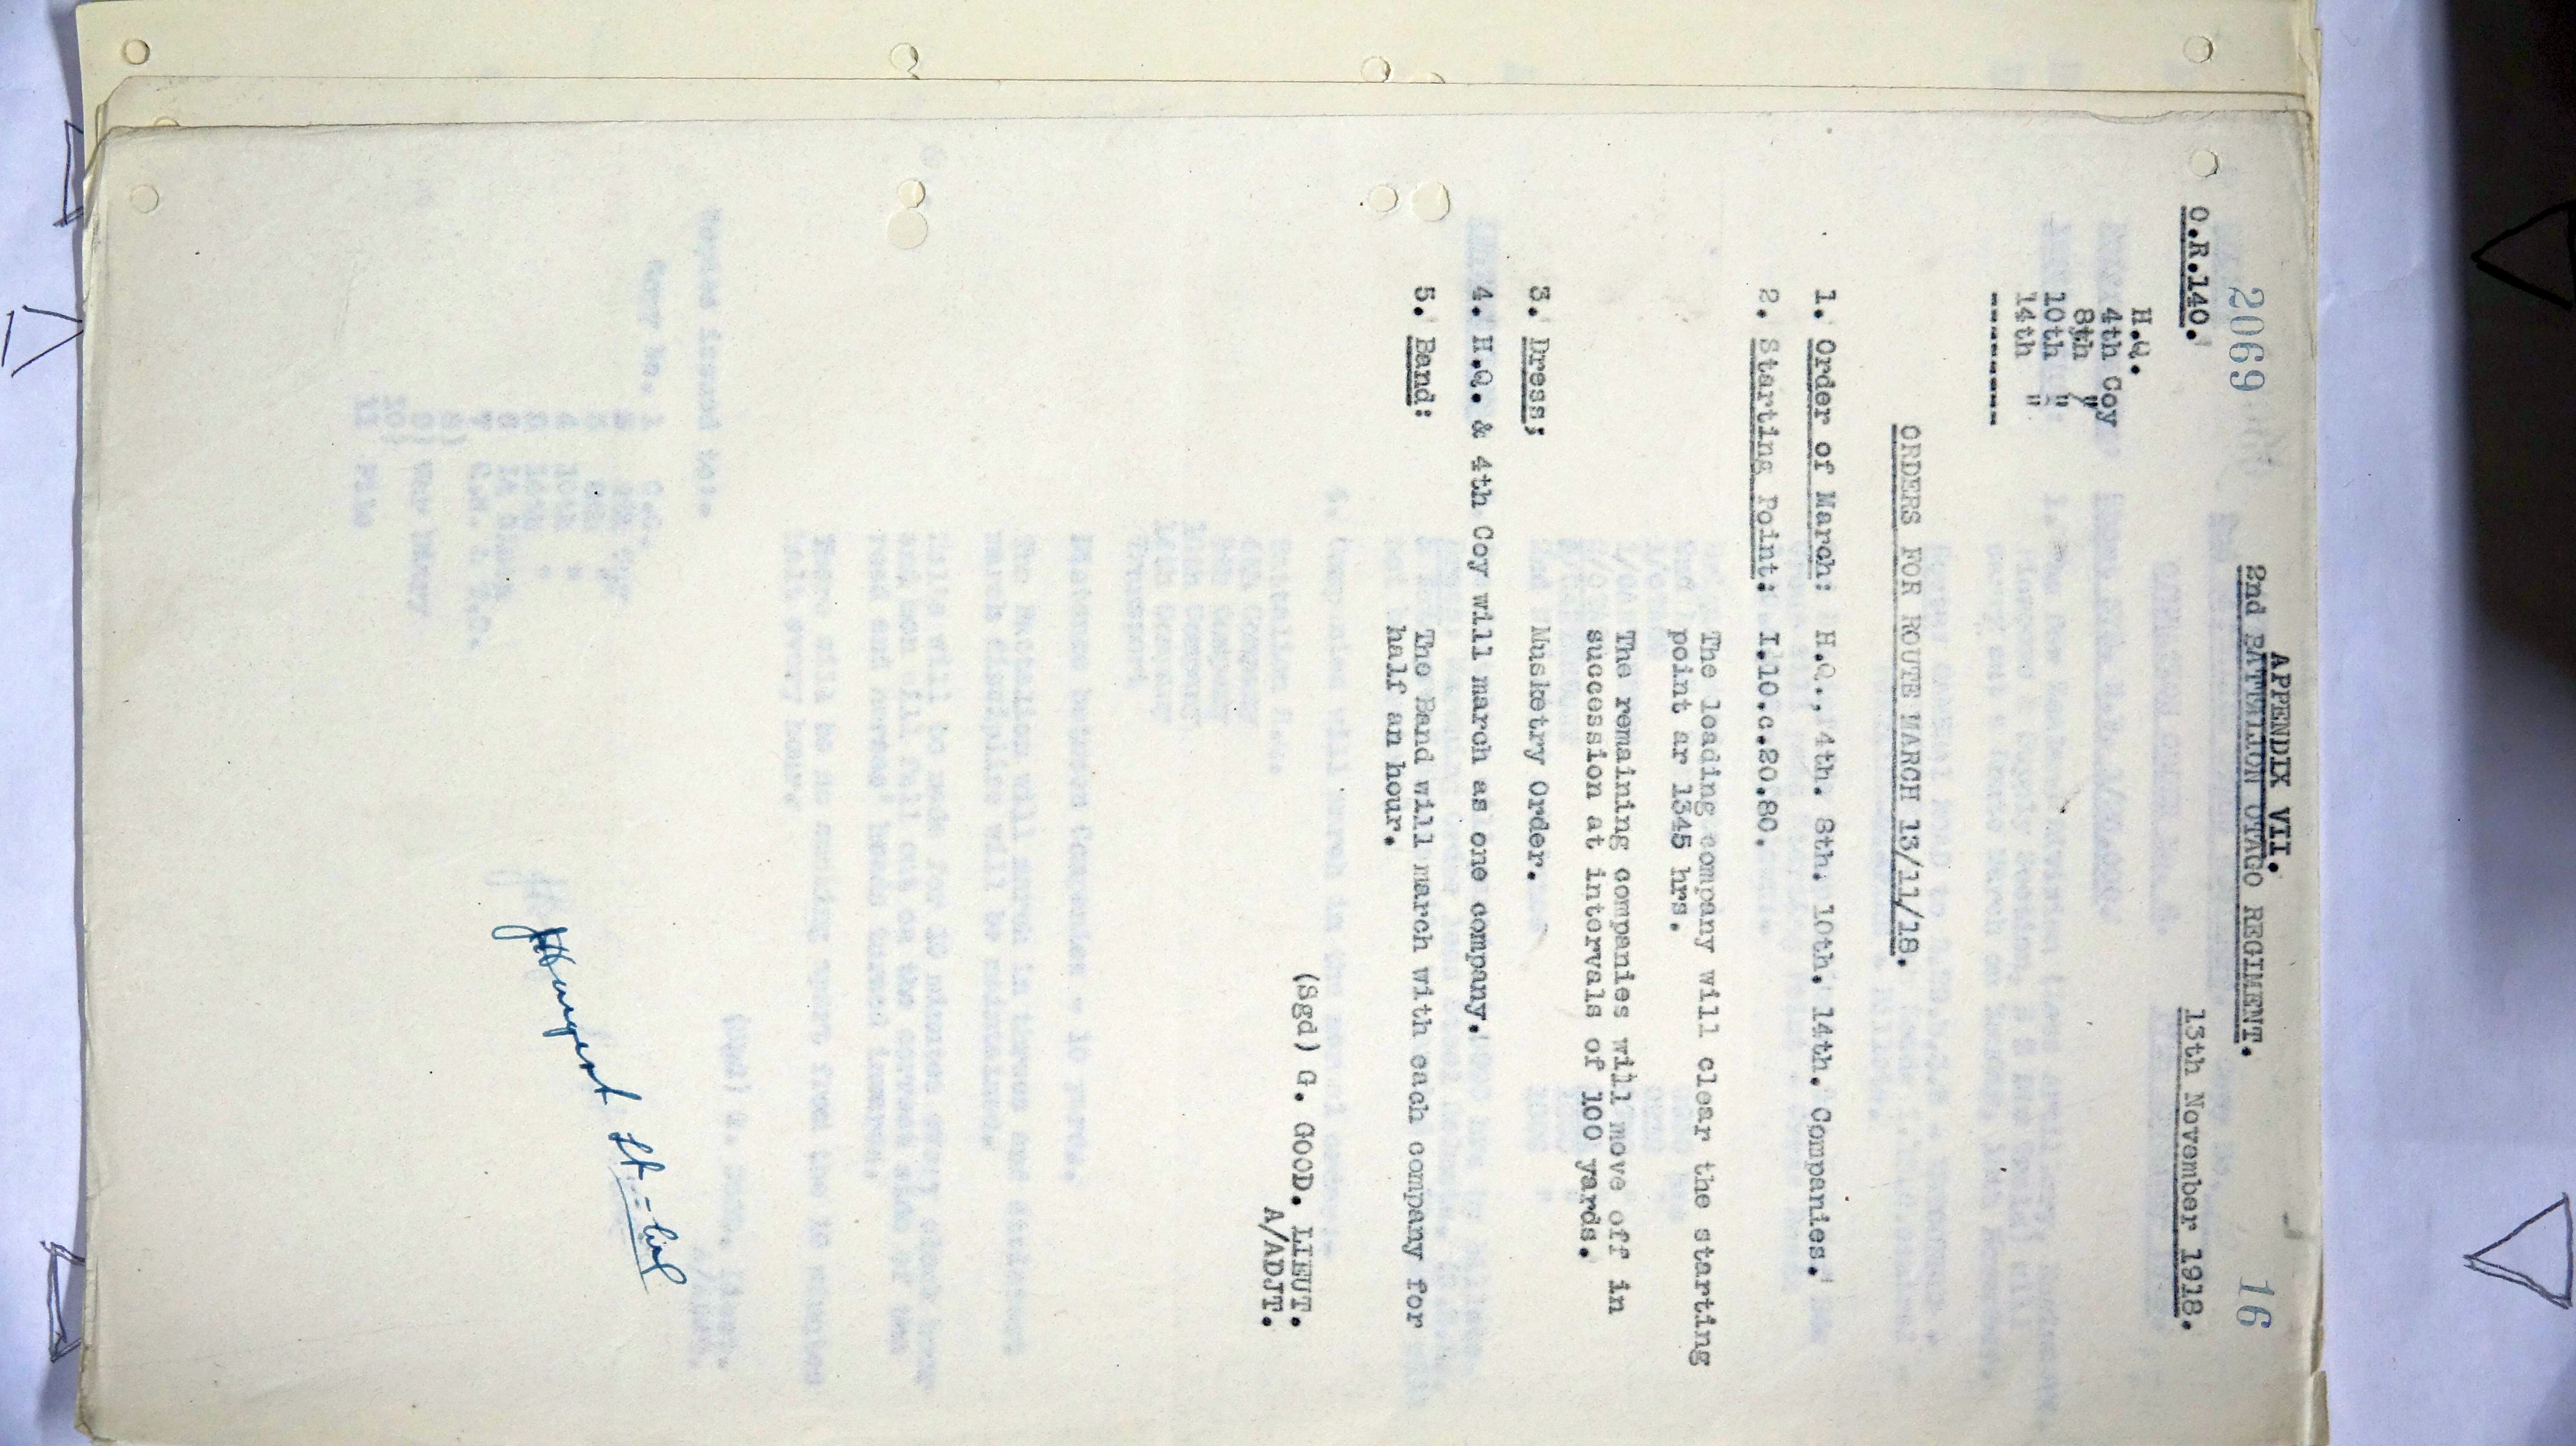 2069
16
APPENDIX VII.
2nd BATTALION OTAGO REGIMENT.
O.R.140.
13th November 1918.
H.Q.
4th Coy
8th "
10th "
14th "
-------
ORDERS FOR ROUTE MARCH 13/11/18.
1. Order of March: H.Q., 4th. 8th. 10th. 14th. Companies.
2. Starting Point: I.10.c.20.80.
The leading company will clear the starting
point ar 1345 hrs.
The remaining companies will move off in
succession at intervals of 100 yards.
3. Dress; Musketry Order.
4. H.Q. & 4th Coy will march as one company.
5. Band: The Band will march with each company for
half an hour.
(Sgd) G. GOOD. LIEUT.
A/ADJT.
JHargest Lt-Col